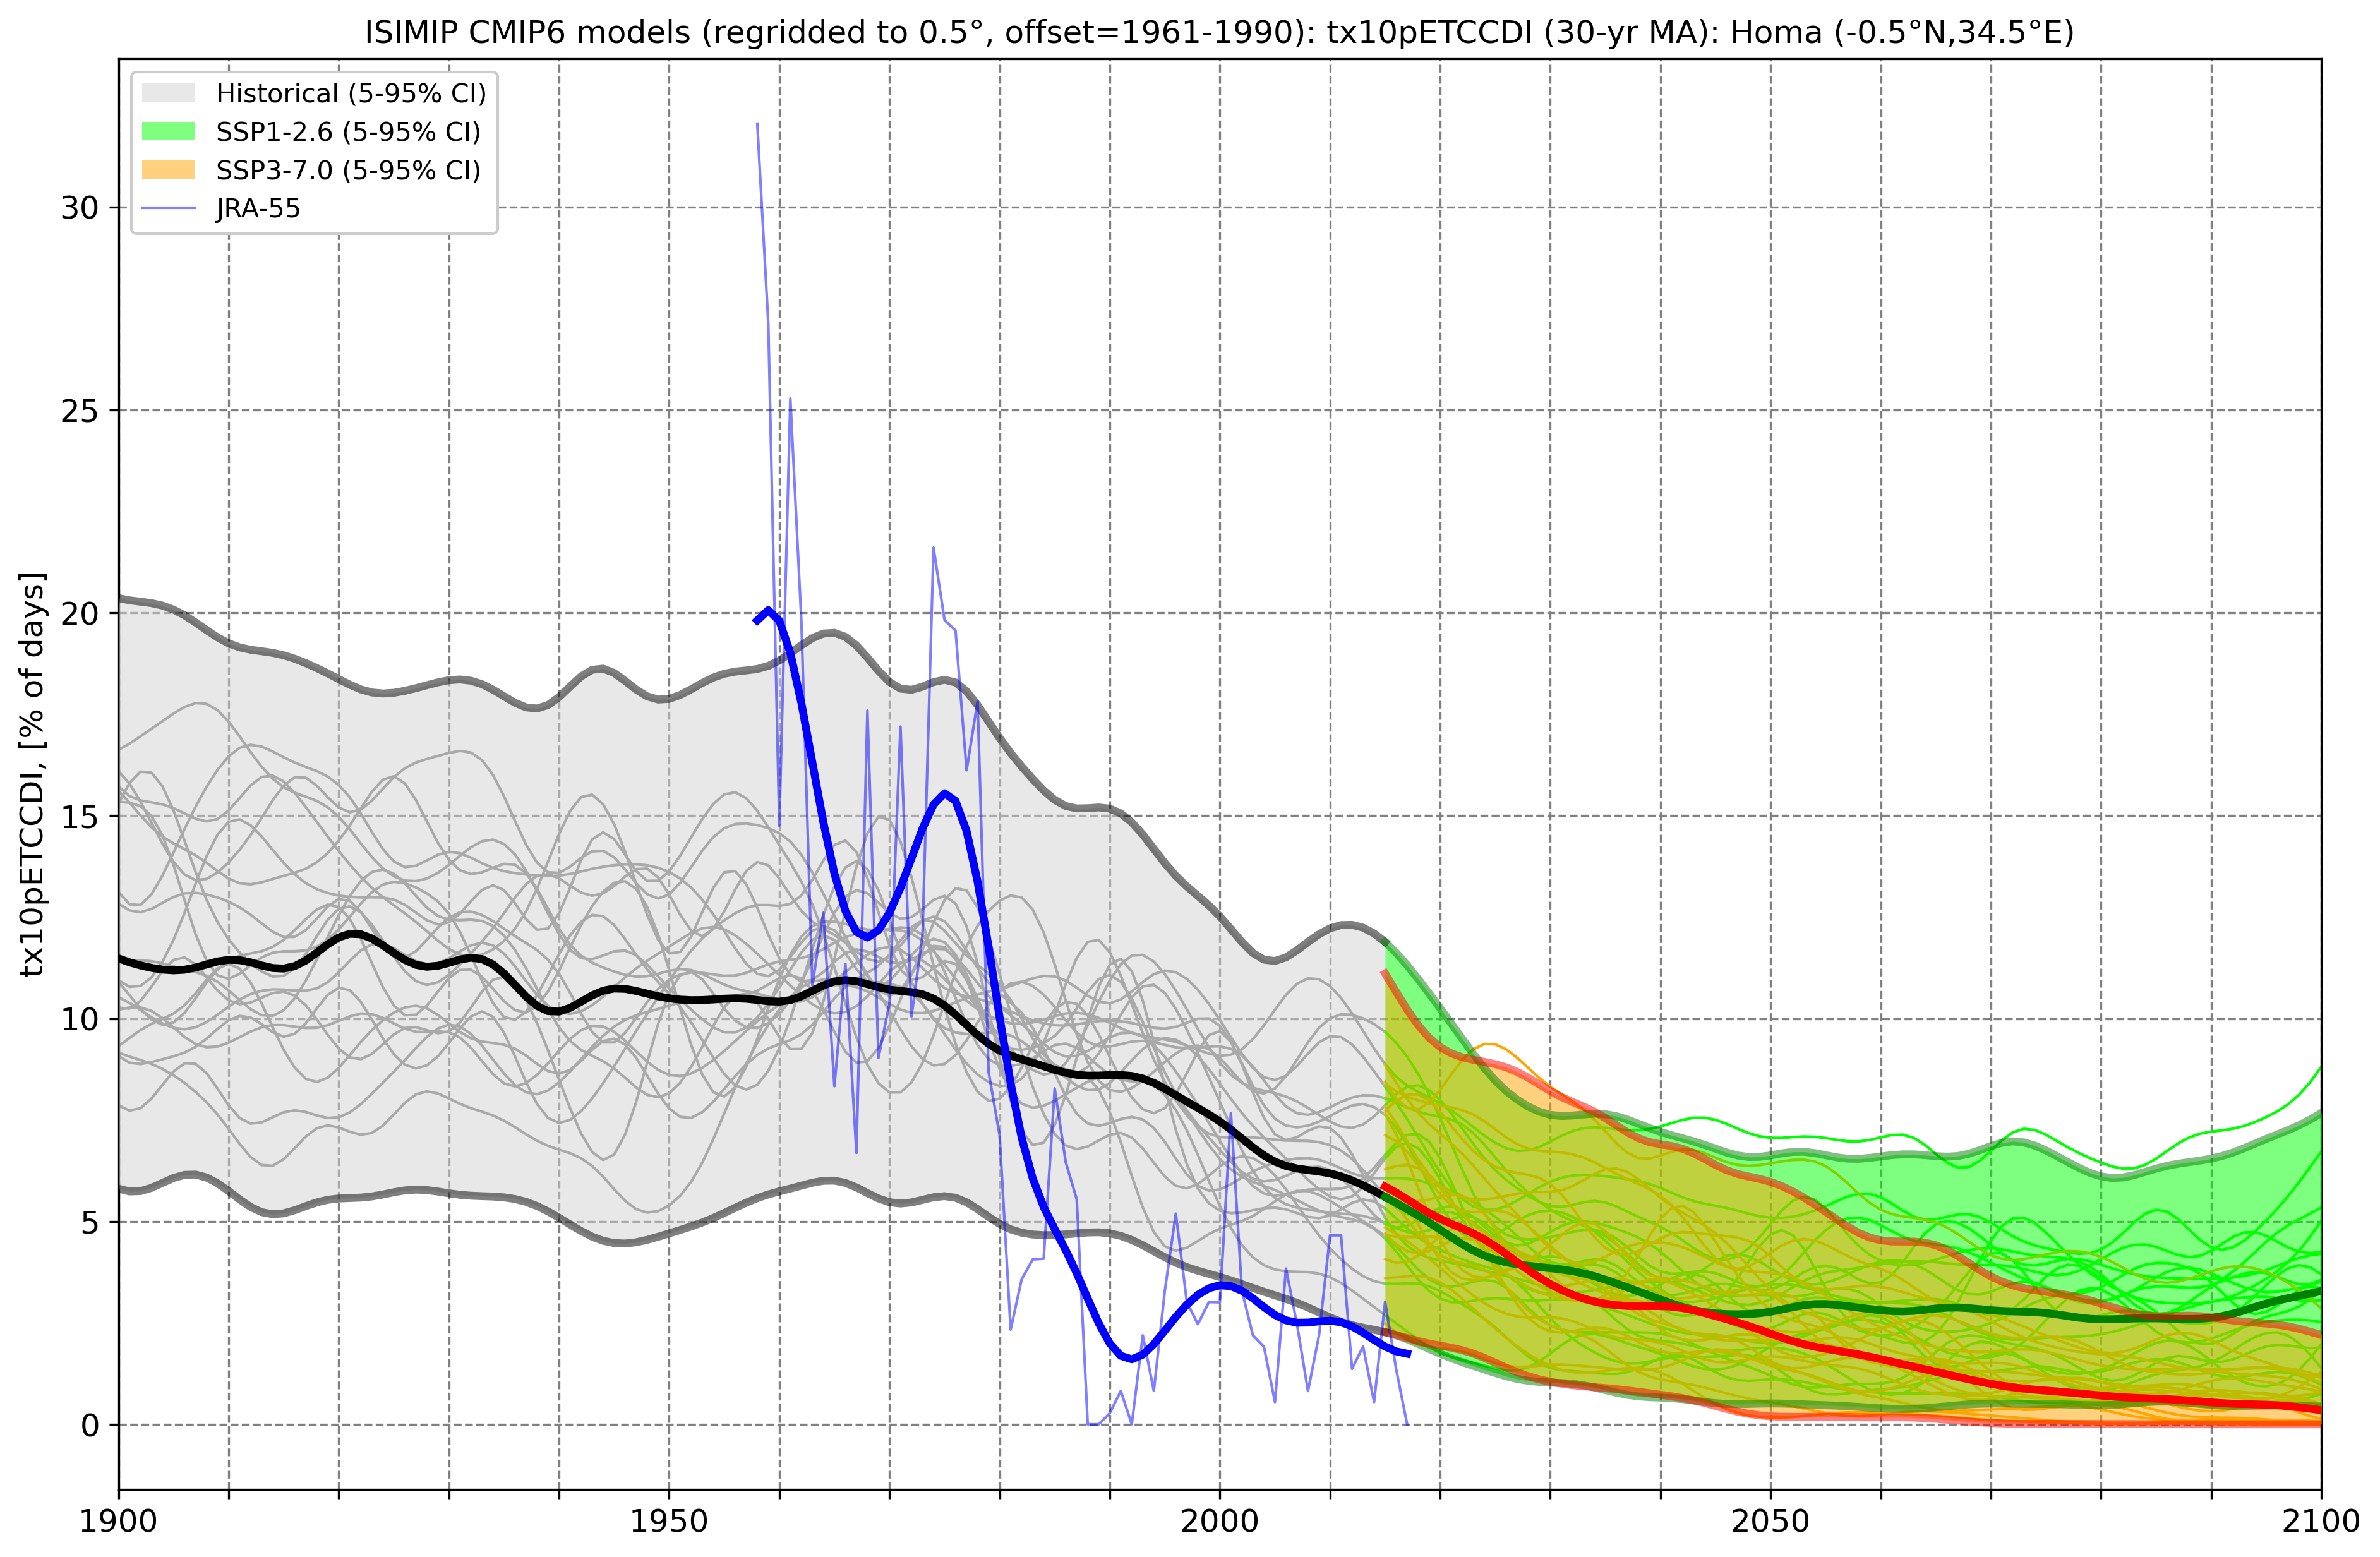 ISIMIP CMIP6 models (regridded to 0.5°, offset=1961-1990): tx10pETCCDI (30-yr MA): Homa (-0.5°N,34.5°E)
Historical (5-95% CI)
SSP1-2.6 (5-95% CI)
SSP3-7.0 (5-95% CI)
JRA-55
tx10pETCCDI, [% of days]
30
25
20
15
10
5
0
1900
1950
2000
2050
2100